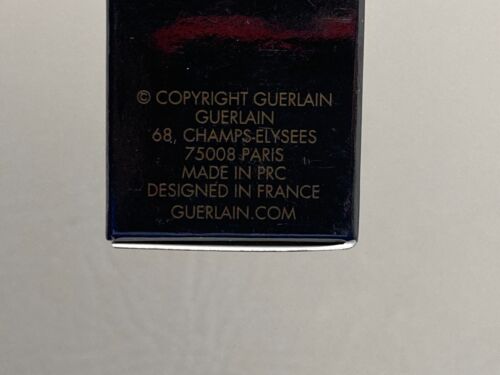 © COPYRIGHT GUERLAIN
GUERLAIN
68, CHAMPS-ELYSEES
75008 PARIS
MADE IN PRC
DESIGNED IN FRANCE
GUERLAIN.COM